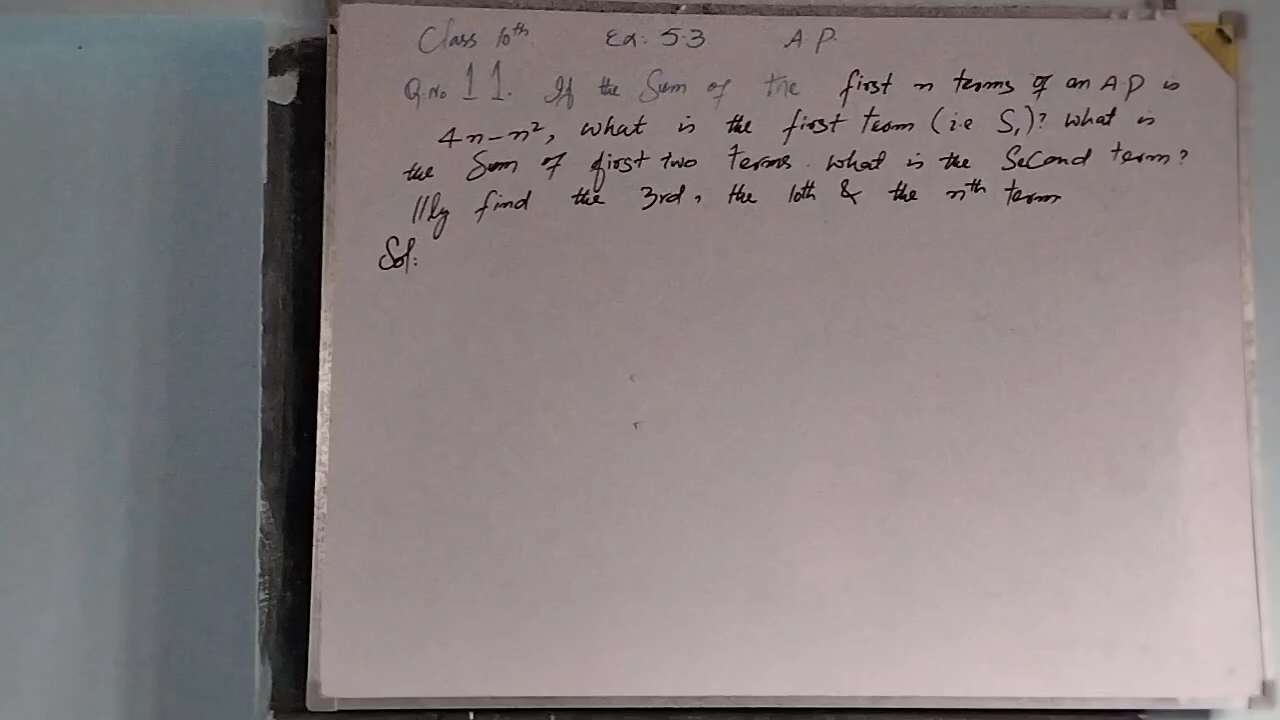 Class 10th. Ex: 5.3 A P.
Q.No 11. If the Sum of the first n terms of an A P is
4n-n², what is the first term (i.e S₁)? what is
the Sum of first two terms. what is the Second term?
111ly find the 3rd, the 10th & the nth term
Sol: